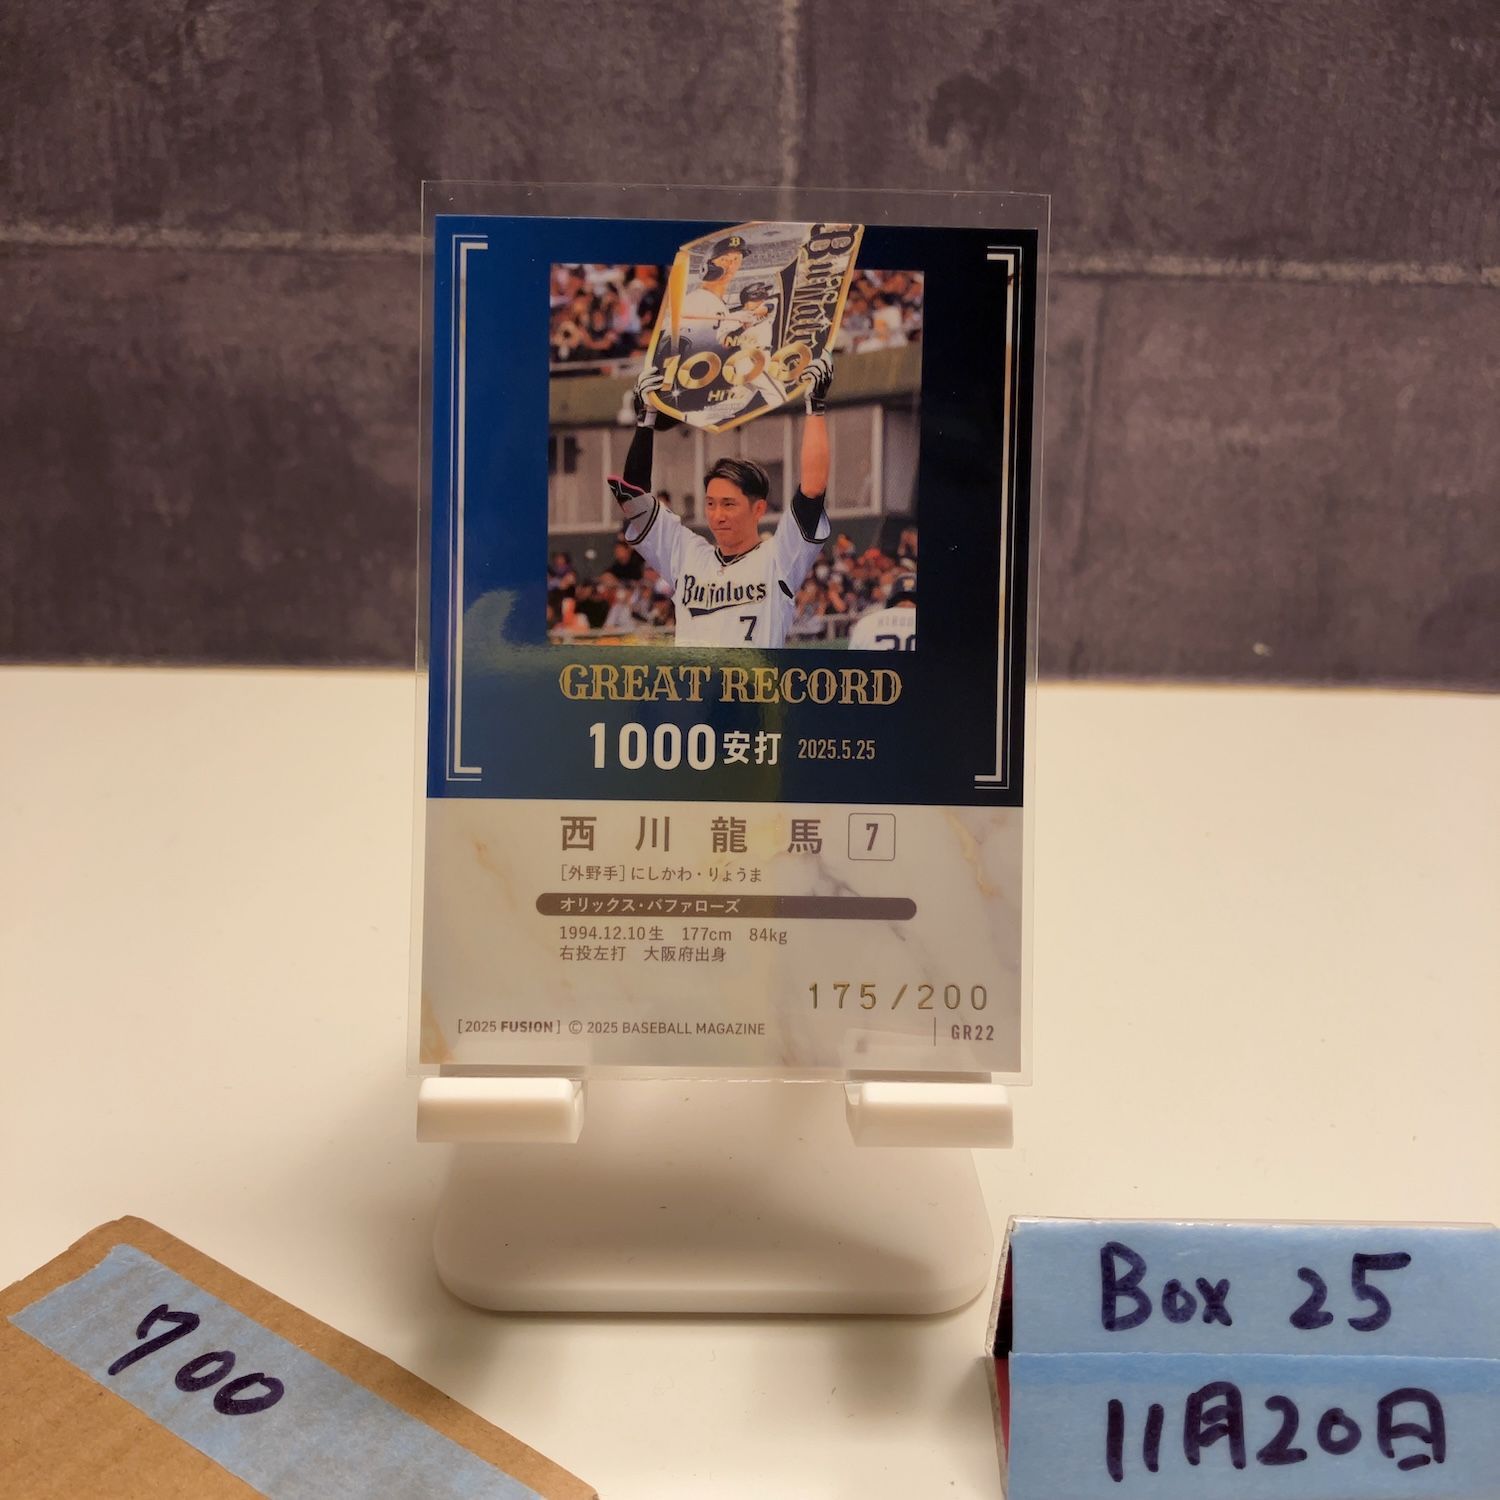 B
Buffaloes
1000
HITS
Buffaloes
7
GREAT RECORD
1000安打 2025.5.25
西川龍馬 7
[外野手]にしかわ・りょうま
オリックス・バファローズ
1994.12.10生 177cm 84kg
右投左打 大阪府出身
175/200
[2025 FUSION] © 2025 BASEBALL MAGAZINE
GR22
700
Box 25
11月20日